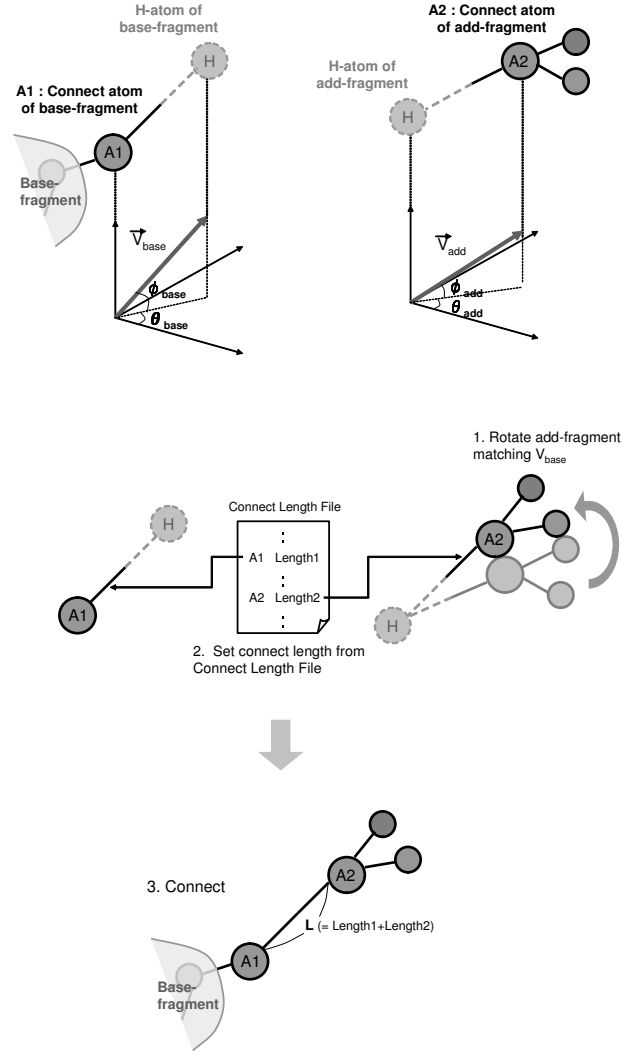 H-atom of
base-fragment
H
A1 : Connect atom
of base-fragment
A1
Base-
fragment
V base
ϕ base
θ base
A2 : Connect atom
of add-fragment
A2
H-atom of
add-fragment
H
V add
ϕ add
θ add
1. Rotate add-fragment
matching Vbase
Connect Length File
H
A1
:
A1 Length1
:
A2 Length2
:
A2
H
2. Set connect length from
Connect Length File
3. Connect
A2
L (= Length1+Length2)
A1
Base-
fragment